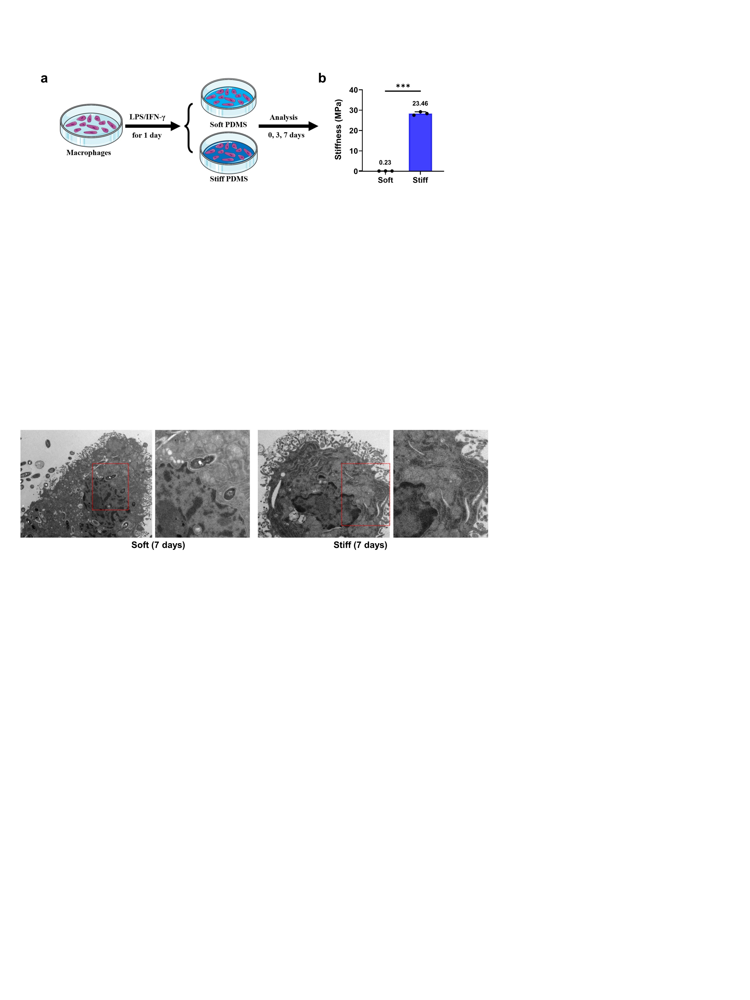 a
LPS/IFN-γ
for 1 day
Macrophages
Soft PDMS
Stiff PDMS
Analysis
0, 3, 7 days
b
Stiffness (MPa)
40
30
20
10
0
***
0.23
23.46
Soft
Stiff
Soft (7 days)
Stiff (7 days)